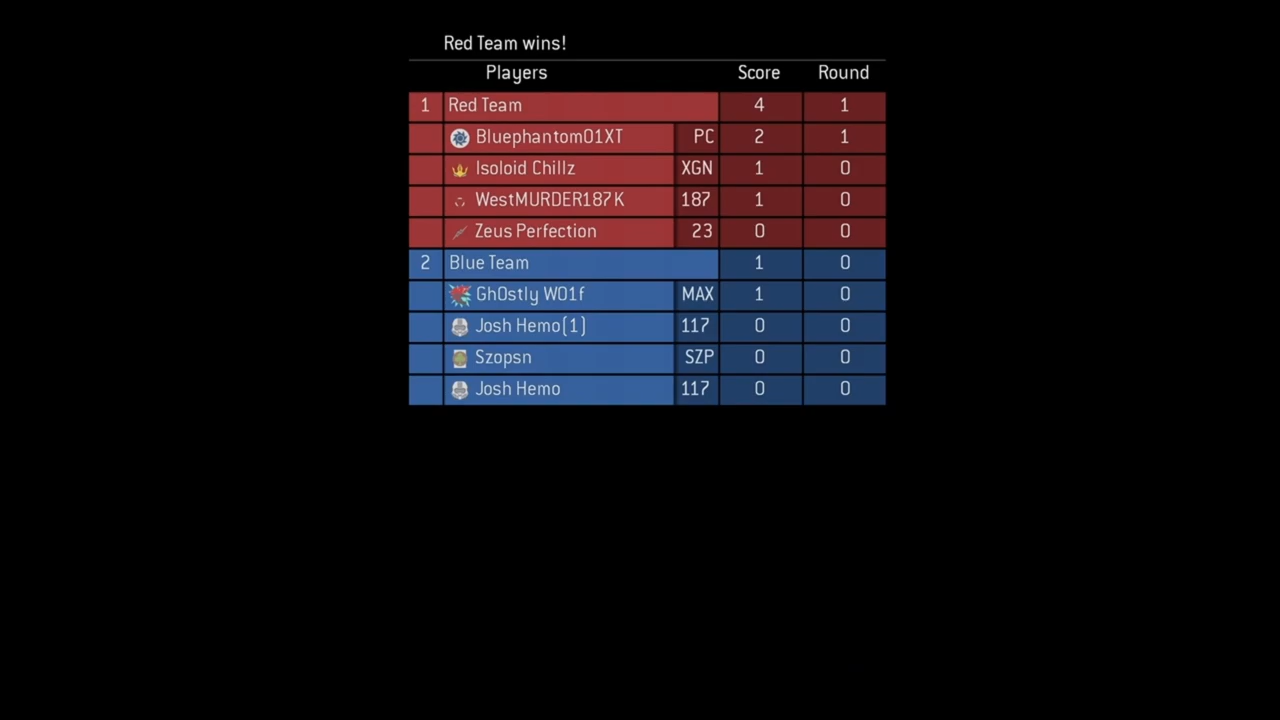 Red Team wins!
Players Score Round
1 Red Team 4 1
Bluephantom01XT PC 2 1
Isoloid Chillz XGN 1 0
WestMURDER187K 187 1 0
Zeus Perfection 23 0 0
2 Blue Team 1 0
Gh0stly W01f MAX 1 0
Josh Hemo(1) 117 0 0
Szopsn SZP 0 0
Josh Hemo 117 0 0